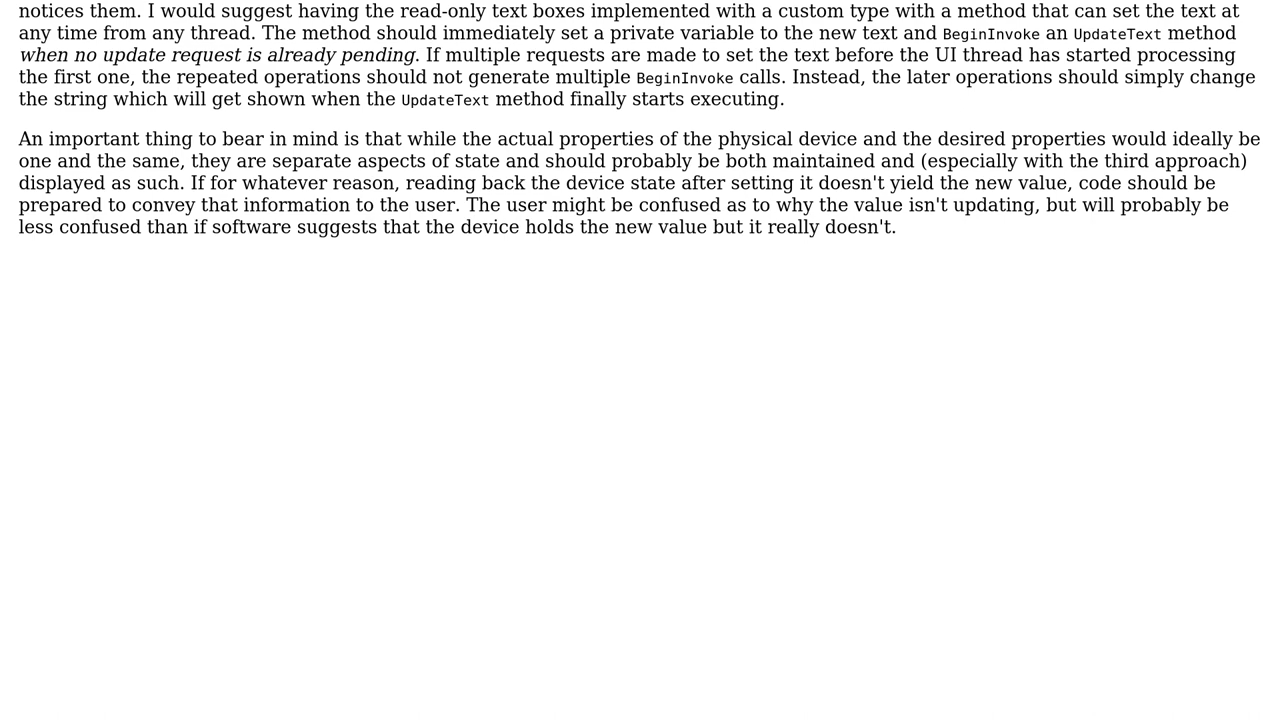 notices them. I would suggest having the read-only text boxes implemented with a custom type with a method that can set the text at
any time from any thread. The method should immediately set a private variable to the new text and BeginInvoke an UpdateText method
when no update request is already pending. If multiple requests are made to set the text before the UI thread has started processing
the first one, the repeated operations should not generate multiple BeginInvoke calls. Instead, the later operations should simply change
the string which will get shown when the UpdateText method finally starts executing.
An important thing to bear in mind is that while the actual properties of the physical device and the desired properties would ideally be
one and the same, they are separate aspects of state and should probably be both maintained and (especially with the third approach)
displayed as such. If for whatever reason, reading back the device state after setting it doesn't yield the new value, code should be
prepared to convey that information to the user. The user might be confused as to why the value isn't updating, but will probably be
less confused than if software suggests that the device holds the new value but it really doesn't.